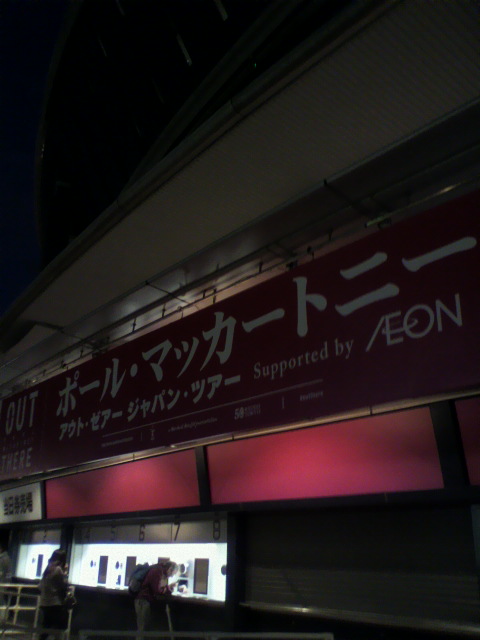 ポール・マッカートニー
アウト・ゼアー ジャパン・ツアー
Supported by ÆON
OUT
THERE
当日券売場
6 7 8